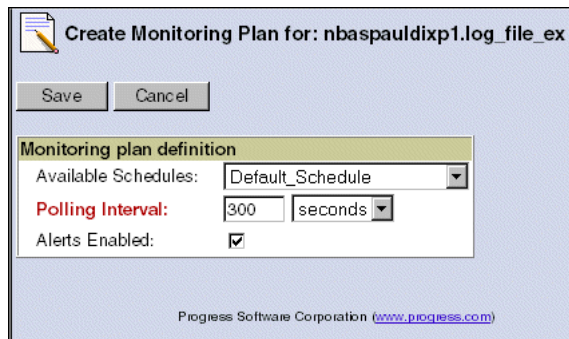 Create Monitoring Plan for: nbaspauldixp1.log_file_ex
Save Cancel
Monitoring plan definition
Available Schedules: Default_Schedule
Polling Interval: 300 seconds
Alerts Enabled:
Progress Software Corporation (www.progress.com)